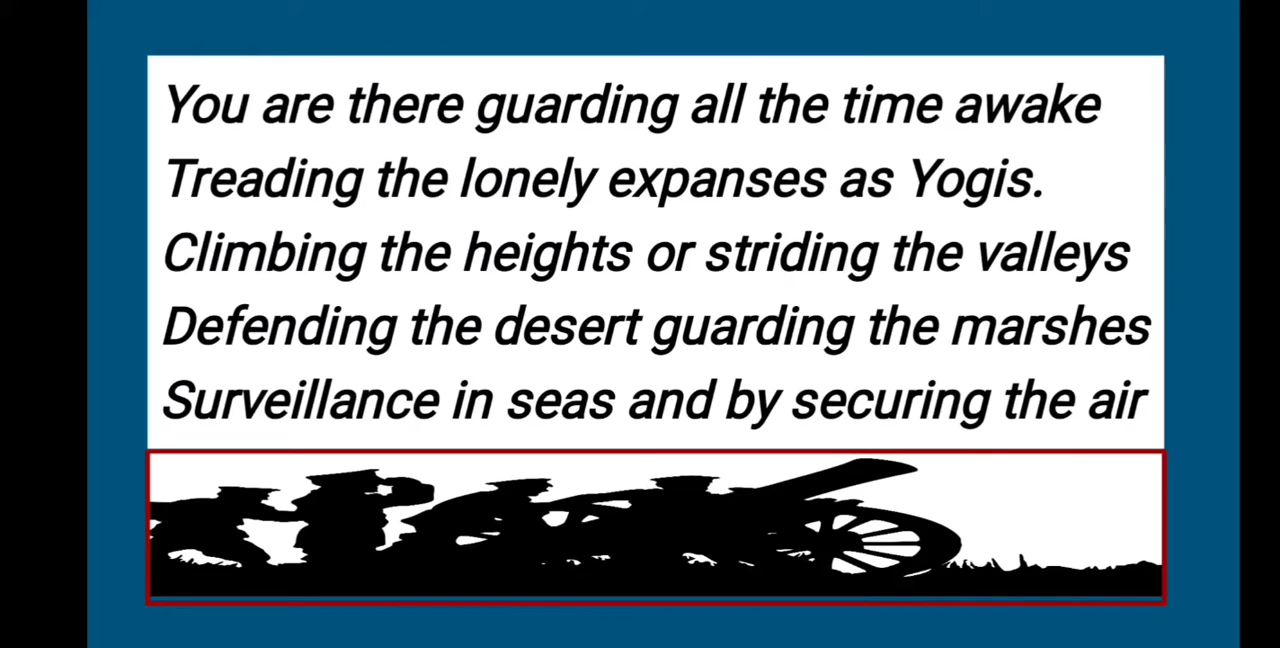 You are there guarding all the time awake
Treading the lonely expanses as Yogis.
Climbing the heights or striding the valleys
Defending the desert guarding the marshes
Surveillance in seas and by securing the air